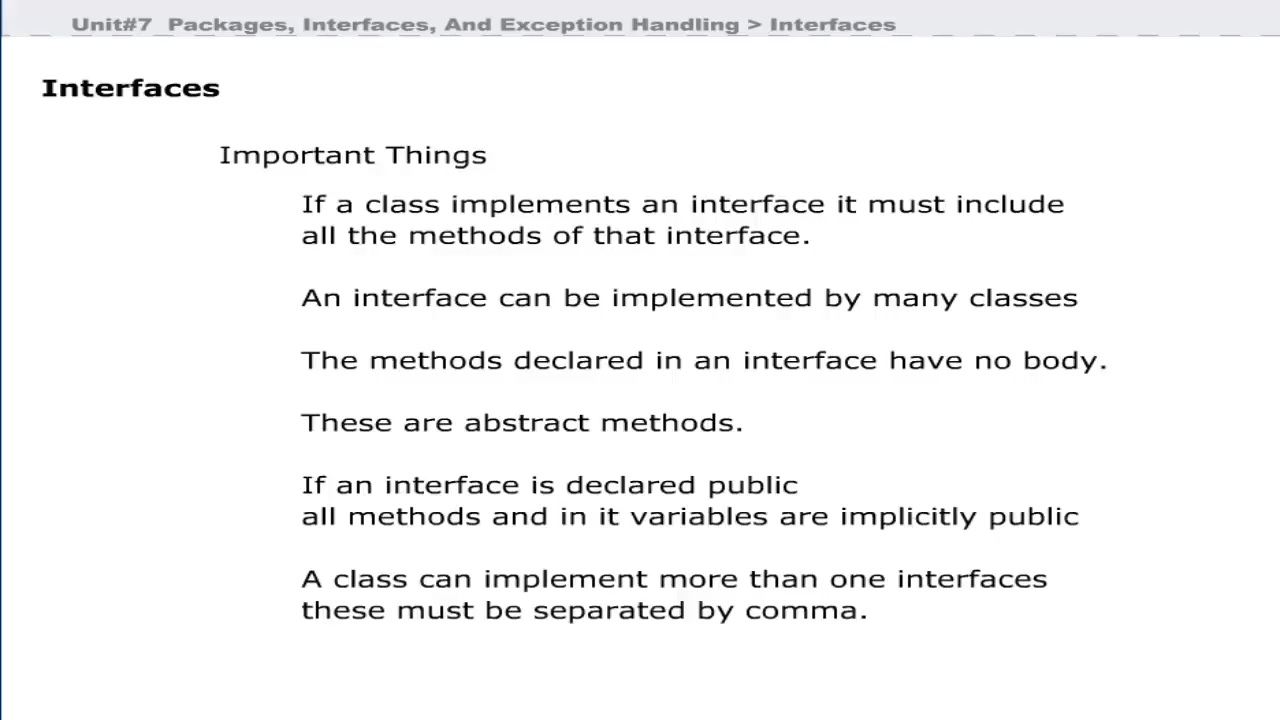 Unit#7 Packages, Interfaces, And Exception Handling > Interfaces
Interfaces
Important Things
If a class implements an interface it must include
all the methods of that interface.
An interface can be implemented by many classes
The methods declared in an interface have no body.
These are abstract methods.
If an interface is declared public
all methods and in it variables are implicitly public
A class can implement more than one interfaces
these must be separated by comma.